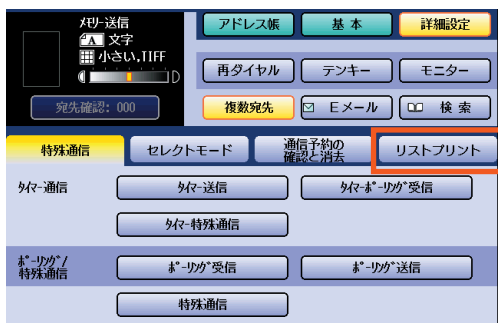 ﾒﾓﾘｰ送信
A 文字
小さい,TIFF
宛先確認: 000
アドレス帳
基 本
詳細設定
再ダイヤル
テンキー
モニター
複数宛先
Eメール
検 索
特殊通信
セレクトモード
通信予約の
確認と消去
リストプリント
ﾀｲﾏｰ通信
ﾀｲﾏｰ送信
ﾀｲﾏｰﾎﾟｰﾘﾝｸﾞ受信
ﾀｲﾏｰ特殊通信
ﾎﾟｰﾘﾝｸﾞ/
特殊通信
ﾎﾟｰﾘﾝｸﾞ受信
ﾎﾟｰﾘﾝｸﾞ送信
特殊通信